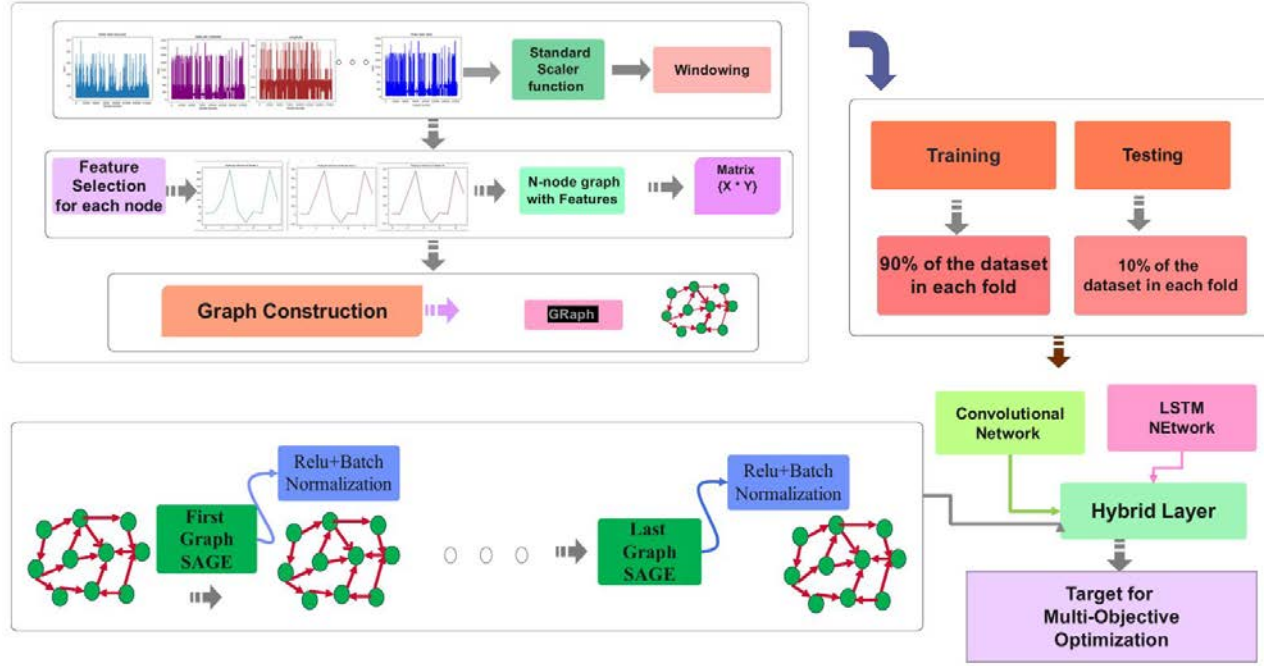 Standard
Scaler
function
Windowing
Feature
Selection
for each node
N-node graph
with Features
Matrix
{X * Y}
Graph Construction
GRaph
Training
Testing
90% of the dataset
in each fold
10% of the
dataset in each fold
Convolutional
Network
LSTM
NEtwork
Hybrid Layer
Target for
Multi-Objective
Optimization
First
Graph
SAGE
Relu+Batch
Normalization
Last
Graph
SAGE
Relu+Batch
Normalization